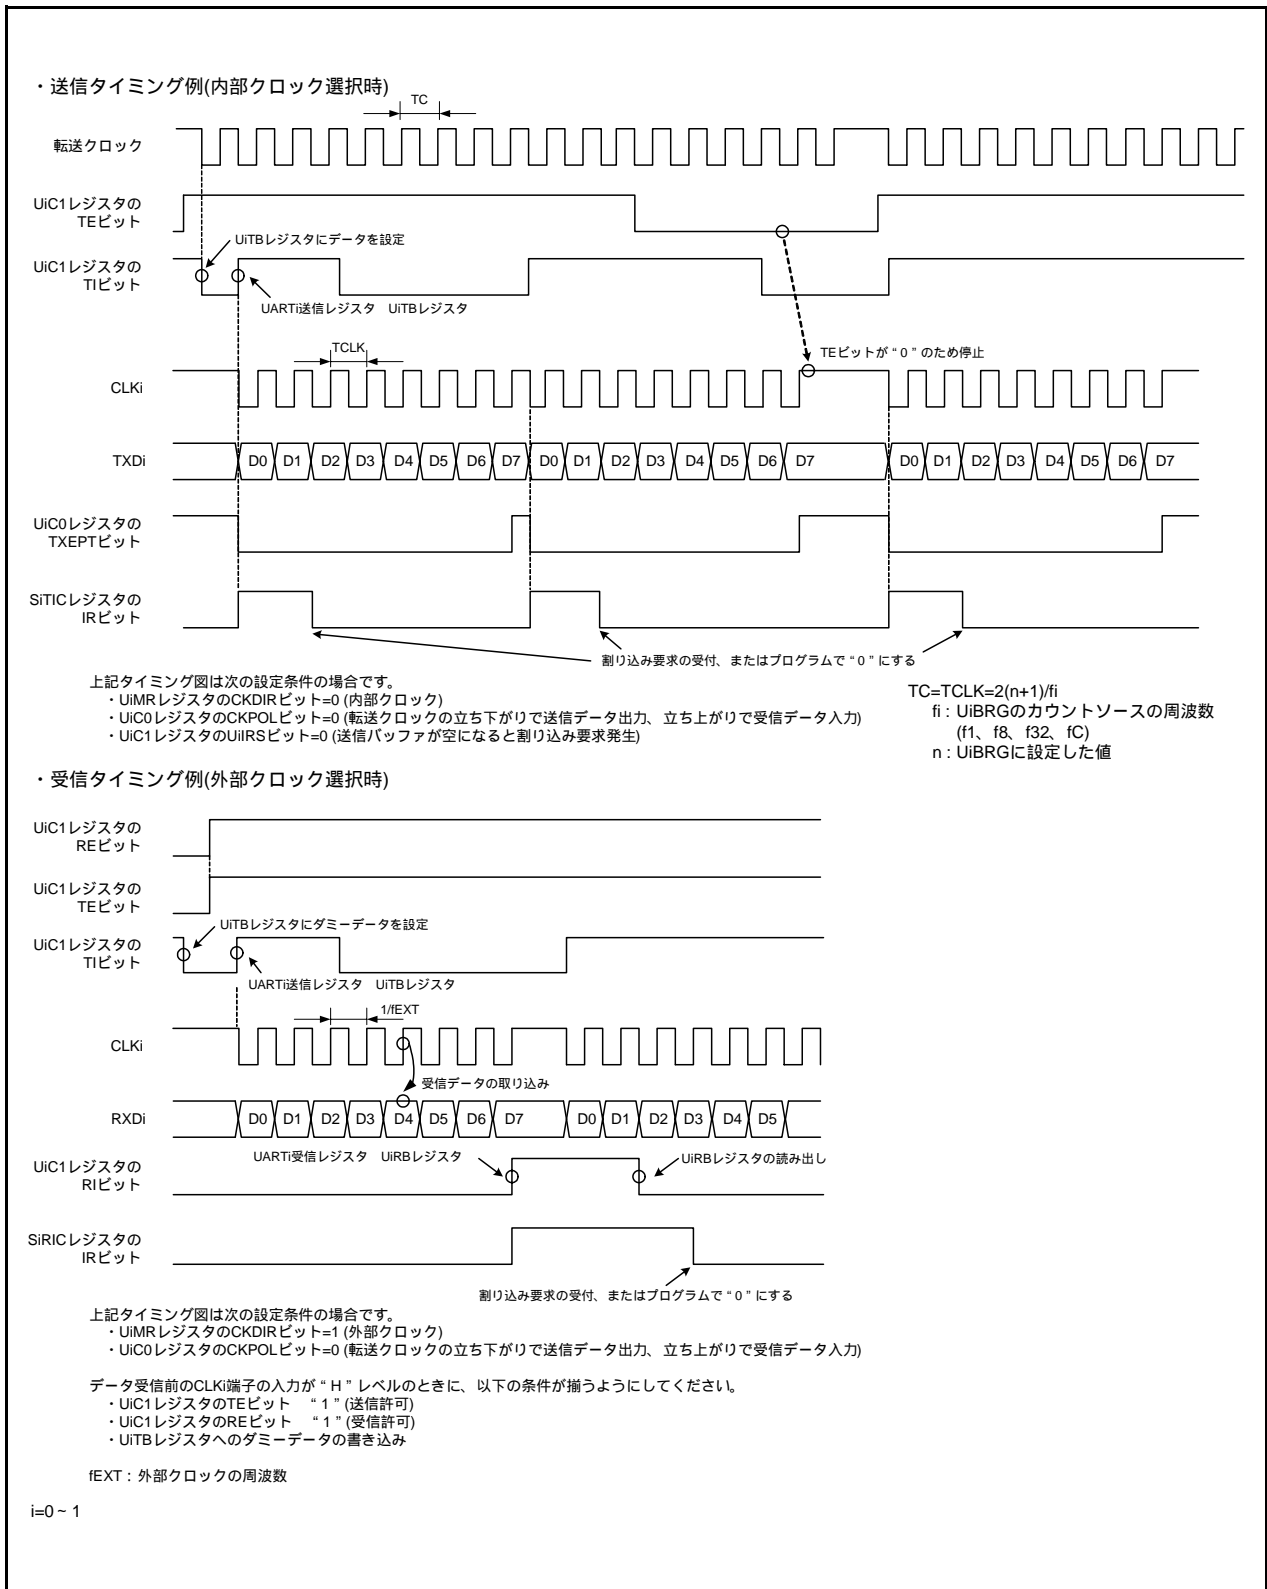 ・送信タイミング例(内部クロック選択時)
TC
転送クロック
UiC1レジスタの
TEビット
UiTBレジスタにデータを設定
UiC1レジスタの
TIビット
UARTi送信レジスタ　UiTBレジスタ
TCLK
TEビットが“0”のため停止
CLKi
TXDi
D0 D1 D2 D3 D4 D5 D6 D7 D0 D1 D2 D3 D4 D5 D6 D7 D0 D1 D2 D3 D4 D5 D6 D7
UiC0レジスタの
TXEPTビット
SiTICレジスタの
IRビット
割り込み要求の受付、またはプログラムで“0”にする
上記タイミング図は次の設定条件の場合です。
・UiMRレジスタのCKDIRビット=0 (内部クロック)
・UiC0レジスタのCKPOLビット=0 (転送クロックの立ち下がりで送信データ出力、立ち上がりで受信データ入力)
・UiC1レジスタのUiIRSビット=0 (送信バッファが空になると割り込み要求発生)
TC=TCLK=2(n+1)/fi
fi : UiBRGのカウントソースの周波数
(f1、f8、f32、fC)
n : UiBRGに設定した値
・受信タイミング例(外部クロック選択時)
UiC1レジスタの
REビット
UiC1レジスタの
TEビット
UiTBレジスタにダミーデータを設定
UiC1レジスタの
TIビット
UARTi送信レジスタ　UiTBレジスタ
1/fEXT
CLKi
受信データの取り込み
RXDi
D0 D1 D2 D3 D4 D5 D6 D7 D0 D1 D2 D3 D4 D5
UARTi受信レジスタ　UiRBレジスタ
UiRBレジスタの読み出し
UiC1レジスタの
RIビット
SiRICレジスタの
IRビット
割り込み要求の受付、またはプログラムで“0”にする
上記タイミング図は次の設定条件の場合です。
・UiMRレジスタのCKDIRビット=1 (外部クロック)
・UiC0レジスタのCKPOLビット=0 (転送クロックの立ち下がりで送信データ出力、立ち上がりで受信データ入力)
データ受信前のCLKi端子の入力が“H”レベルのときに、以下の条件が揃うようにしてください。
・UiC1レジスタのTEビット　“1”(送信許可)
・UiC1レジスタのREビット　“1”(受信許可)
・UiTBレジスタへのダミーデータの書き込み
fEXT : 外部クロックの周波数
i=0～1